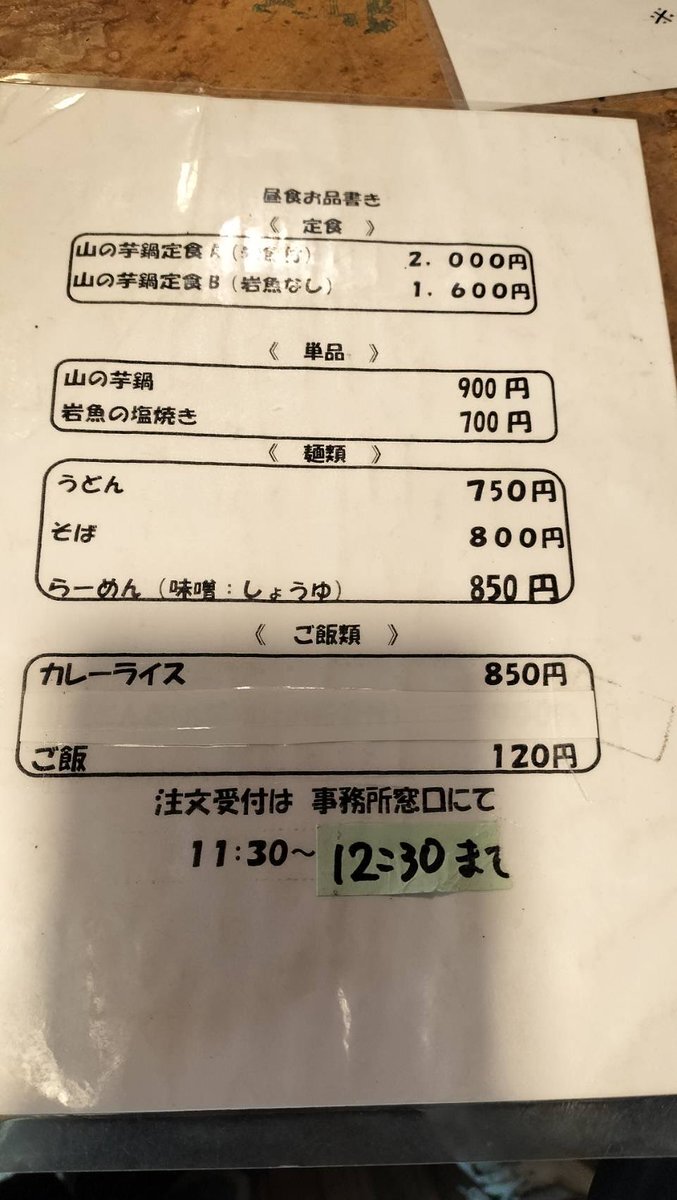 ※
昼食お品書き
《 定食 》
山の芋鍋定食A(岩魚付) 2．000円
山の芋鍋定食B(岩魚なし) 1．600円
《 単品 》
山の芋鍋 900円
岩魚の塩焼き 700円
《 麺類 》
うどん 750円
そば 800円
らーめん(味噌:しょうゆ) 850円
《 ご飯類 》
カレーライス 850円
ご飯 120円
注文受付は 事務所窓口にて
11:30～12:30まで